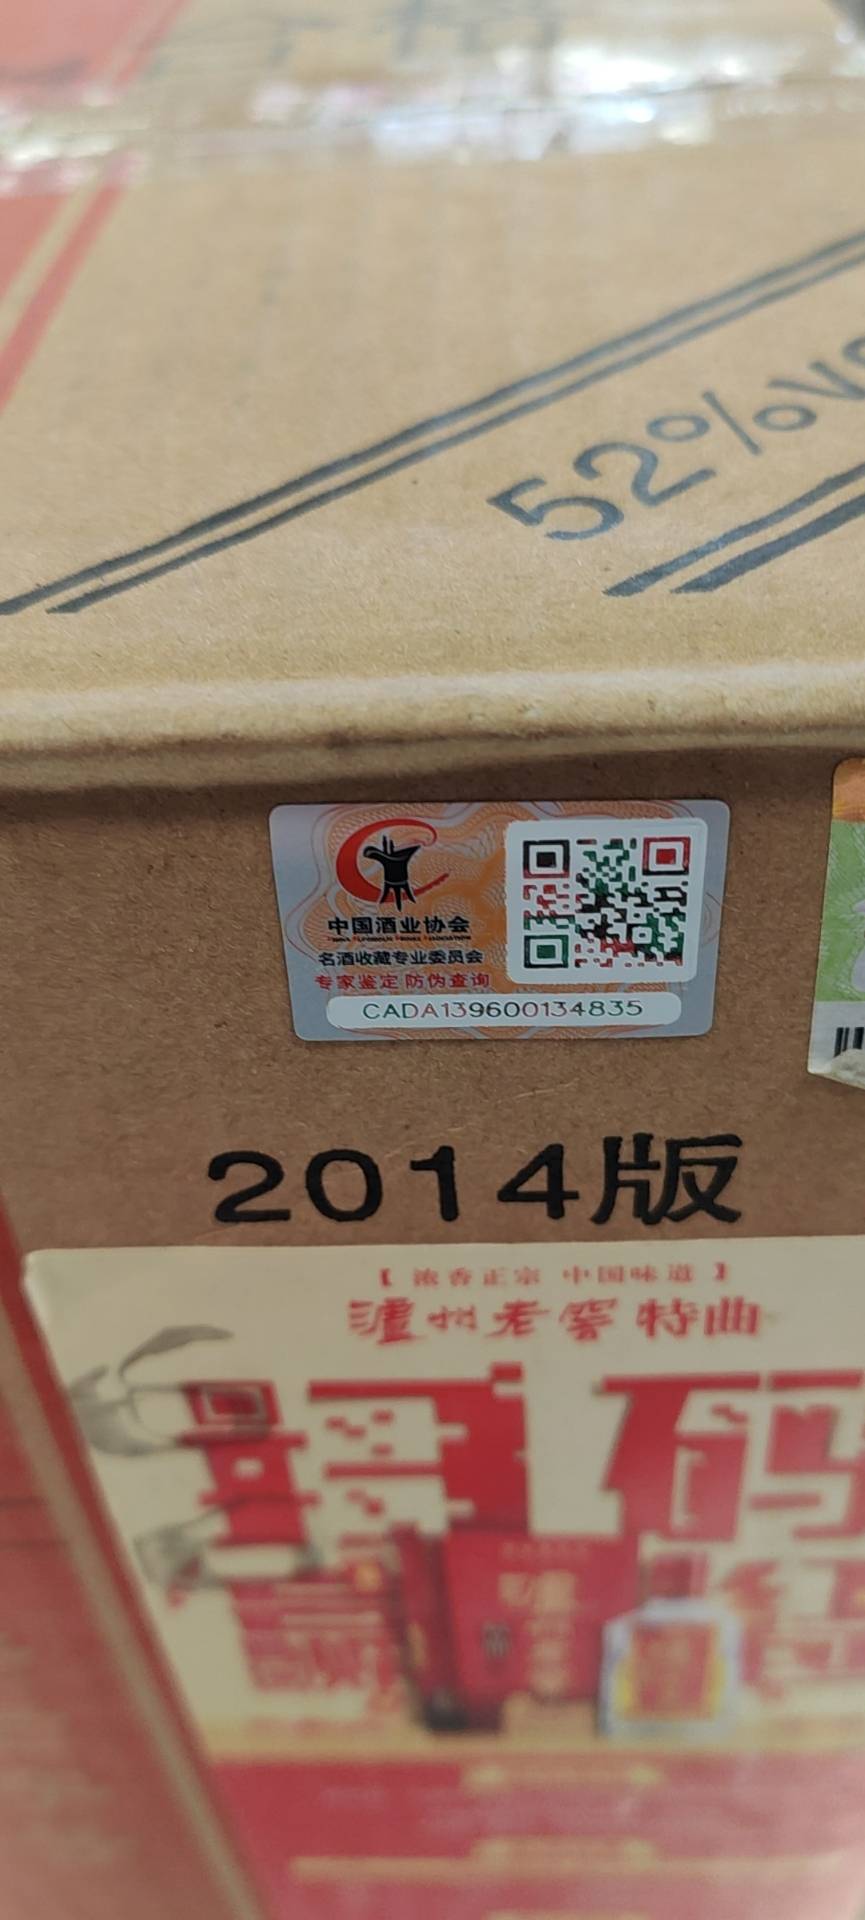 52%vo
中国酒业协会
名酒收藏专业委员会
专家鉴定 防伪查询
CADA139600134835
2014版
【 浓香正宗 中国味道 】
泸州老窖 特曲